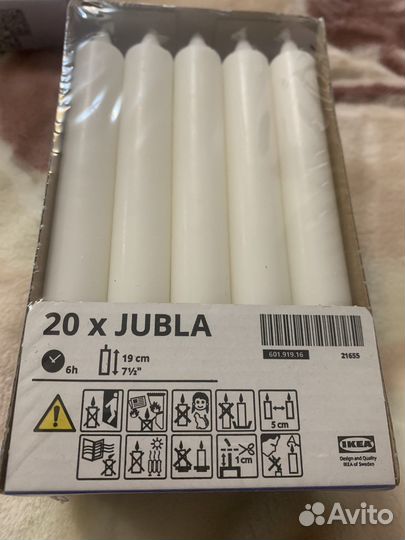 20 x JUBLA
601.919.16
21655
6h
19 cm
7½"
5 cm
1 cm
IKEA
Design and Quality
IKEA of Sweden
Avito